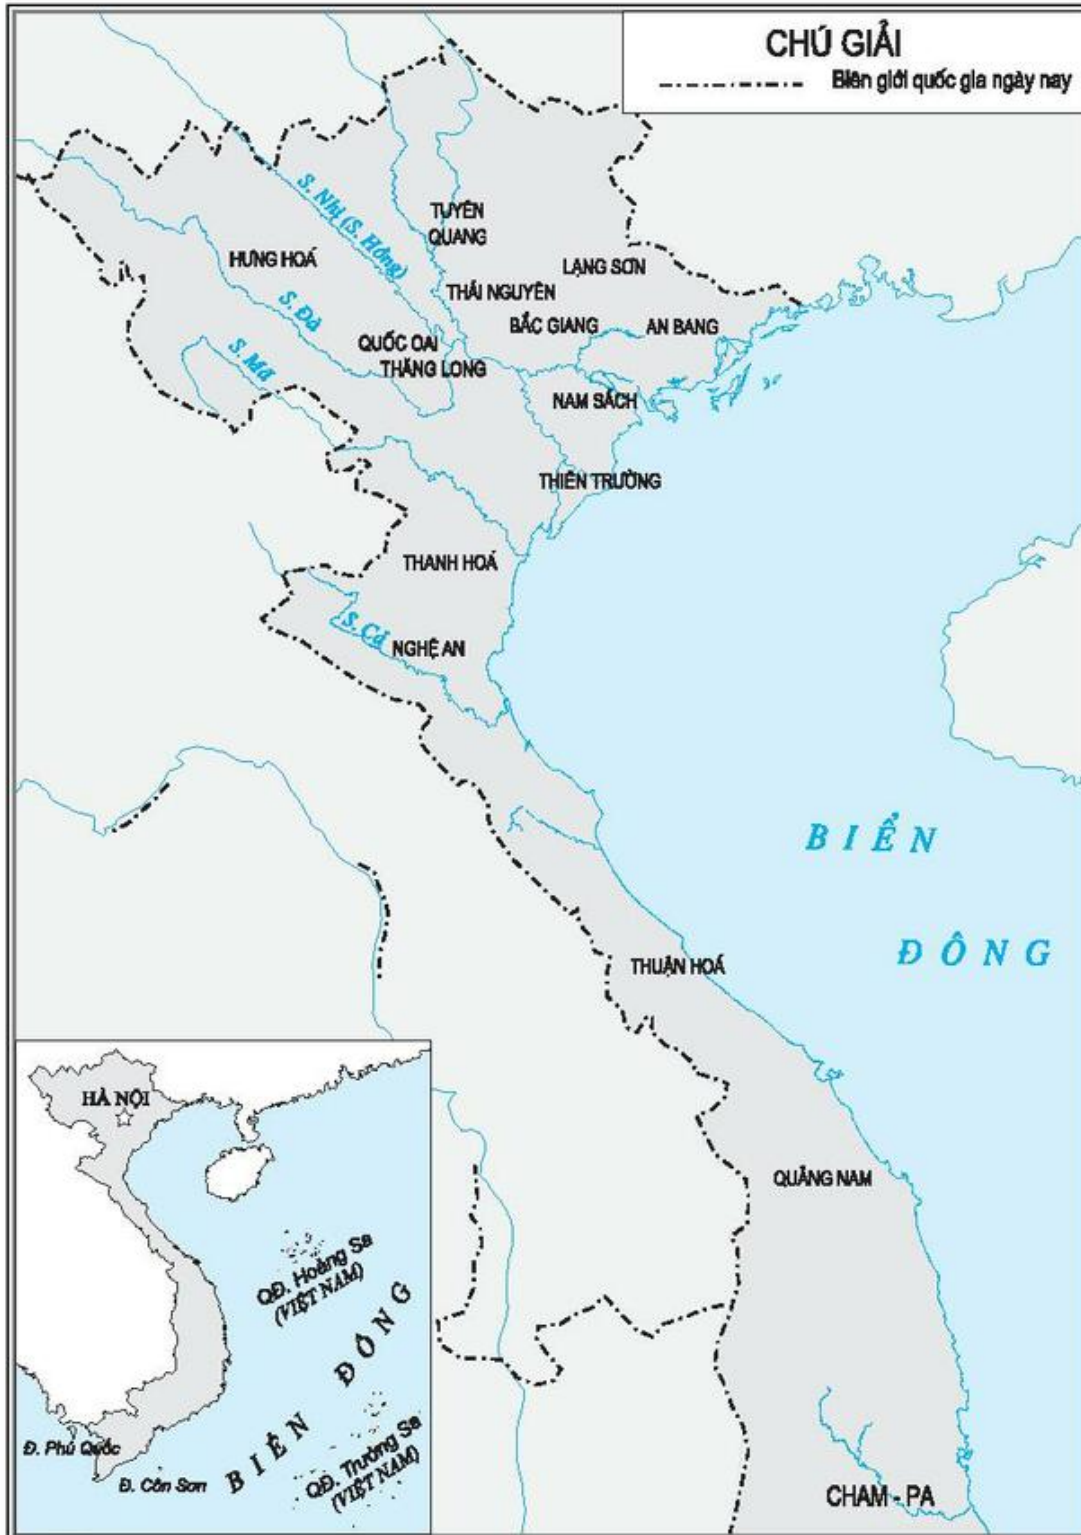 CHÚ GIẢI
Biên giới quốc gia ngày nay
S. Nhị (S. Hồng)
TUYÊN
QUANG
HƯNG HOÁ
LẠNG SƠN
THÁI NGUYÊN
S. Đà
BẮC GIANG
AN BANG
QUỐC OAI
S. Mã
THĂNG LONG
NAM SÁCH
THIÊN TRƯỜNG
THANH HOÁ
S. Cả
NGHỆ AN
BIỂN
ĐÔNG
THUẬN HOÁ
QUẢNG NAM
CHAM - PA
HÀ NỘI
QĐ. Hoàng Sa
(VIỆT NAM)
BIỂN ĐÔNG
QĐ. Trường Sa
(VIỆT NAM)
Đ. Phú Quốc
Đ. Côn Sơn